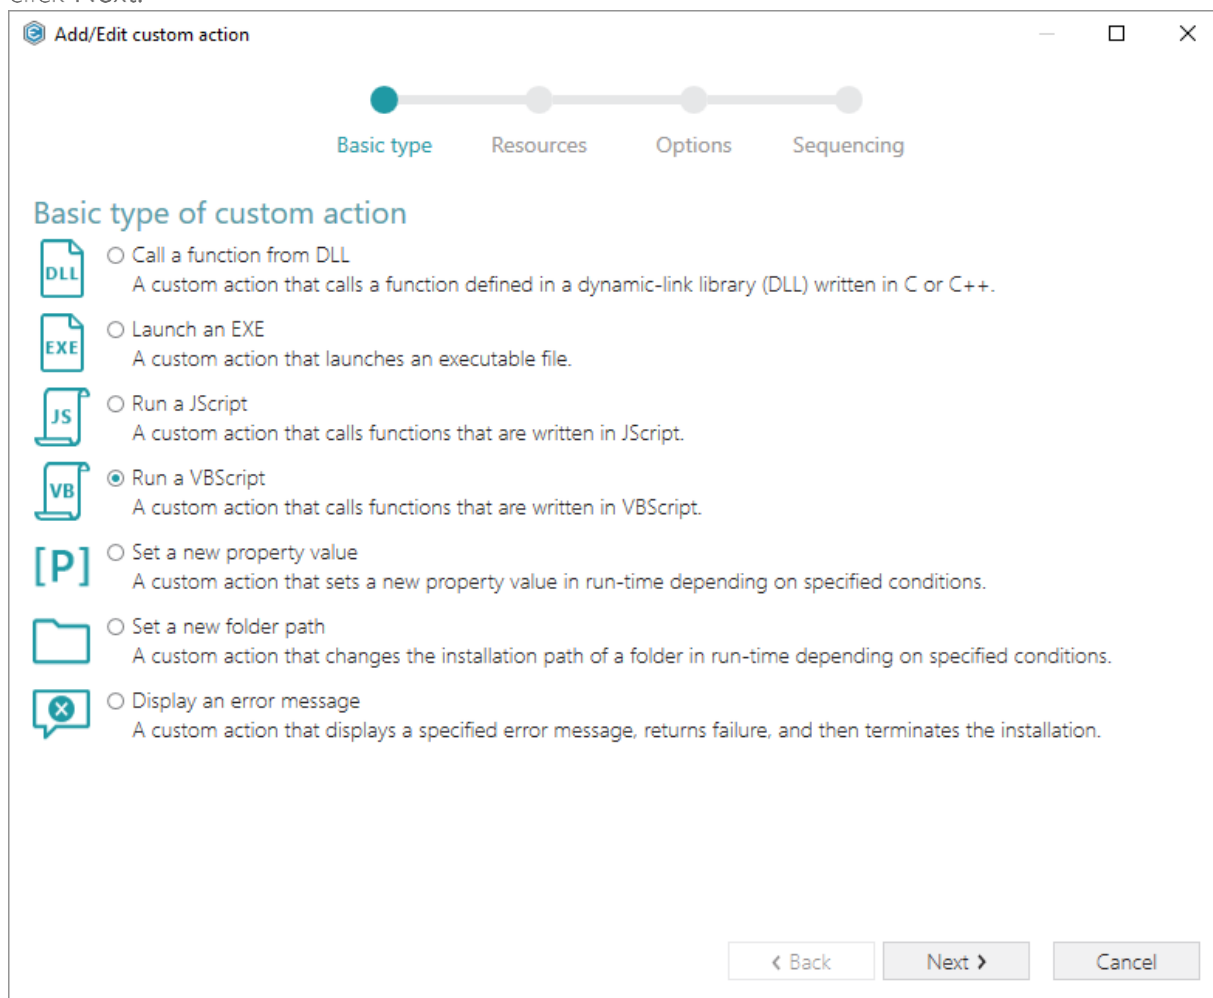 Click Next.
Add/Edit custom action
Basic type Resources Options Sequencing
Basic type of custom action
DLL
Call a function from DLL
A custom action that calls a function defined in a dynamic-link library (DLL) written in C or C++.
EXE
Launch an EXE
A custom action that launches an executable file.
JS
Run a JScript
A custom action that calls functions that are written in JScript.
VB
Run a VBScript
A custom action that calls functions that are written in VBScript.
[P]
Set a new property value
A custom action that sets a new property value in run-time depending on specified conditions.
Set a new folder path
A custom action that changes the installation path of a folder in run-time depending on specified conditions.
Display an error message
A custom action that displays a specified error message, returns failure, and then terminates the installation.
Back Next Cancel